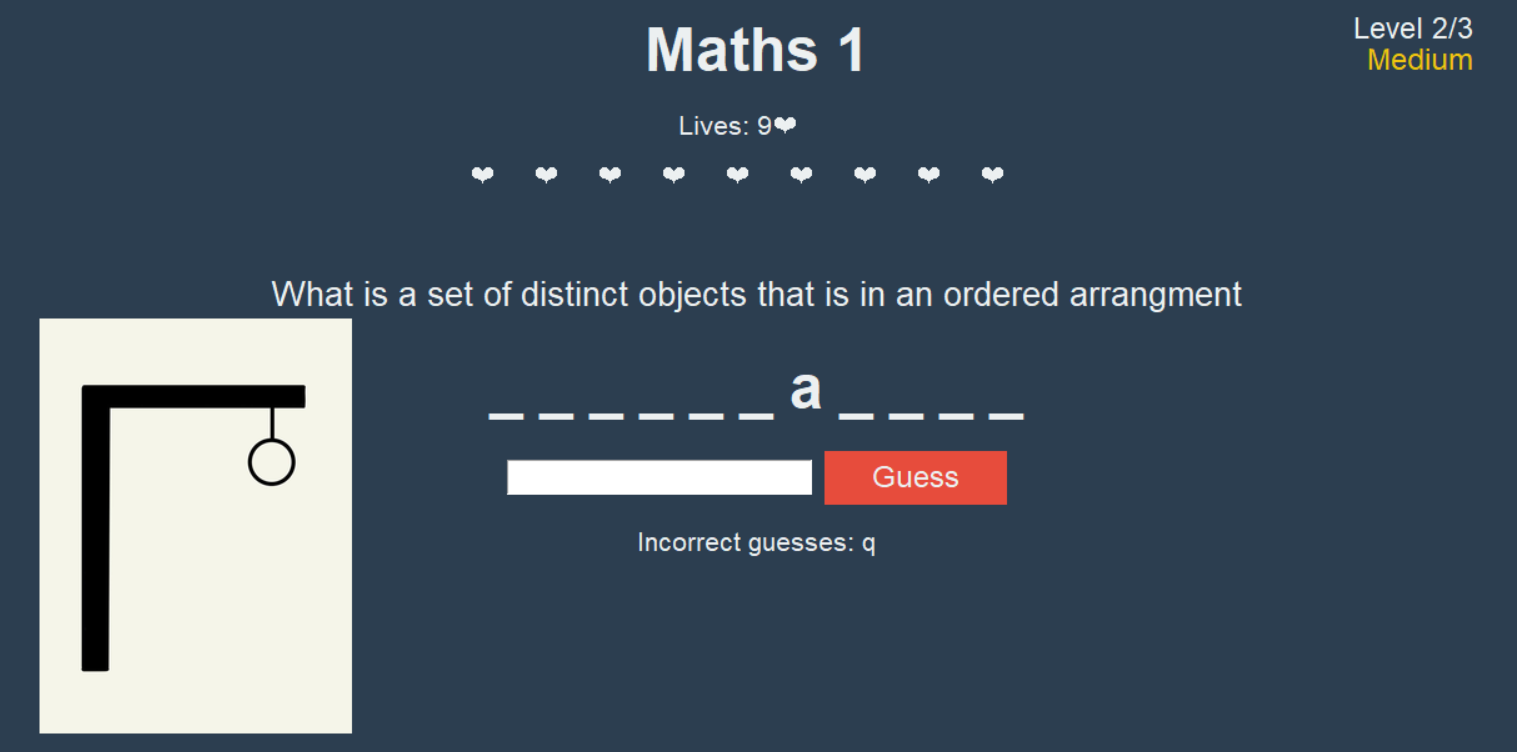 Maths 1
Level 2/3
Medium
Lives: 9❤
❤ ❤ ❤ ❤ ❤ ❤ ❤ ❤ ❤
What is a set of distinct objects that is in an ordered arrangment
_ _ _ _ _ _ a _ _ _ _
Guess
Incorrect guesses: q